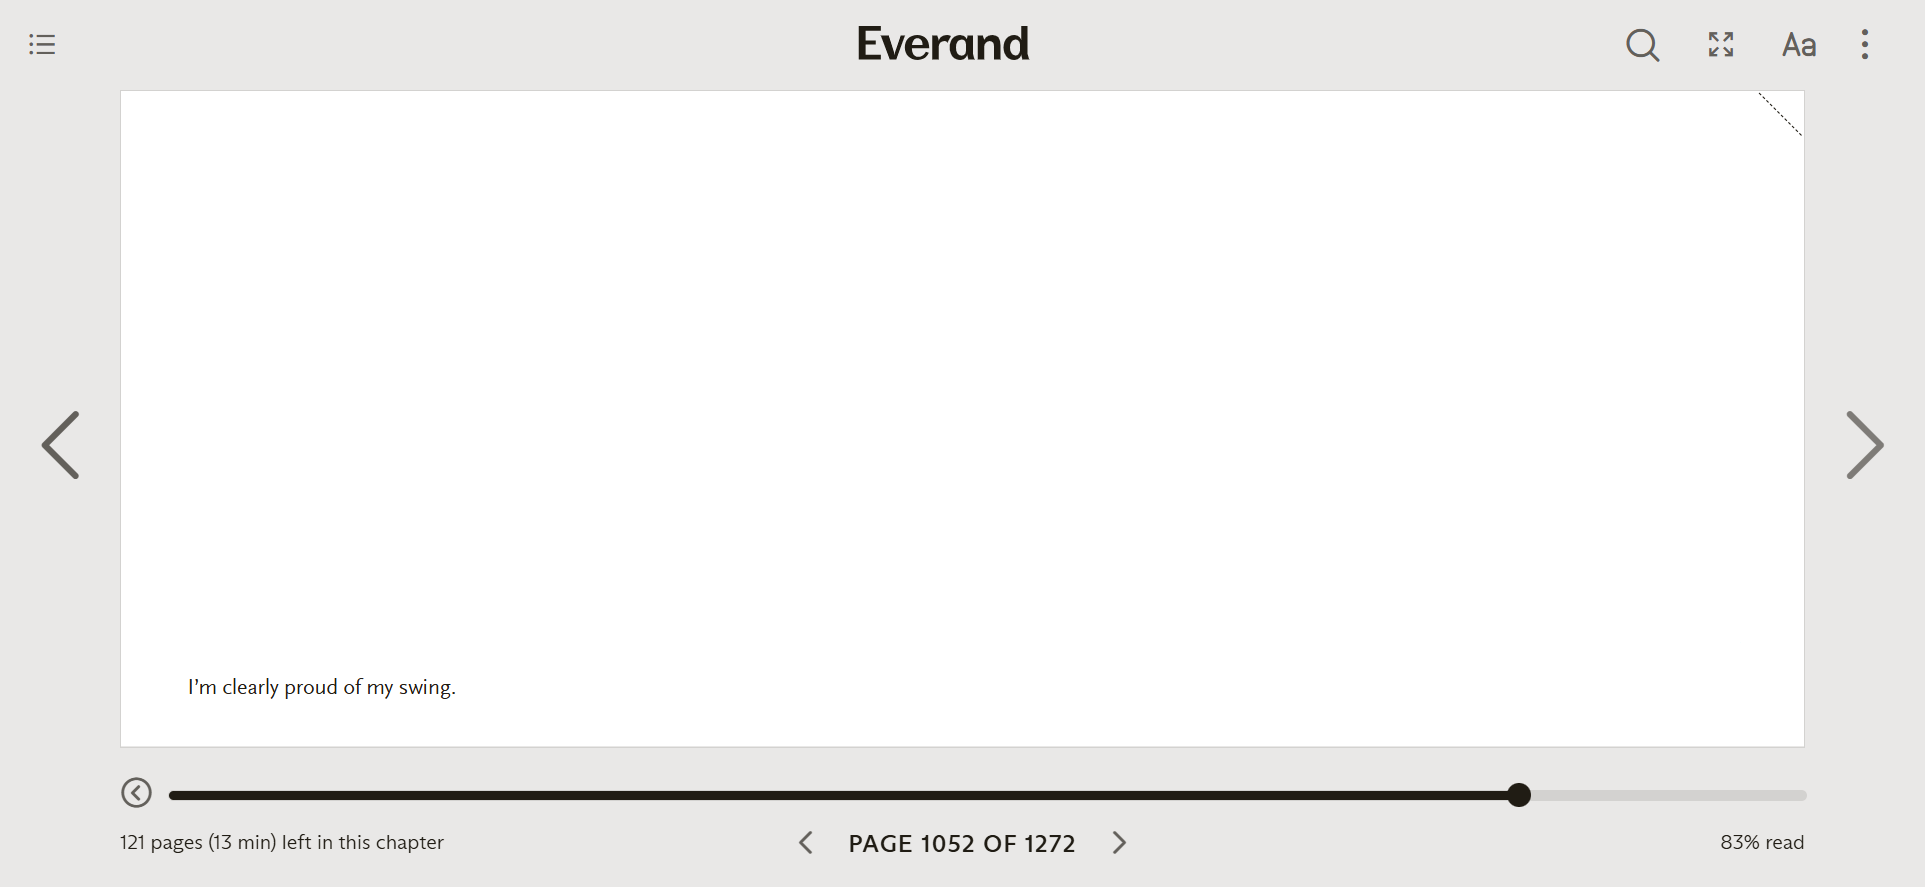 Everand
Aa
I'm clearly proud of my swing.
121 pages (13 min) left in this chapter
PAGE 1052 OF 1272
83% read